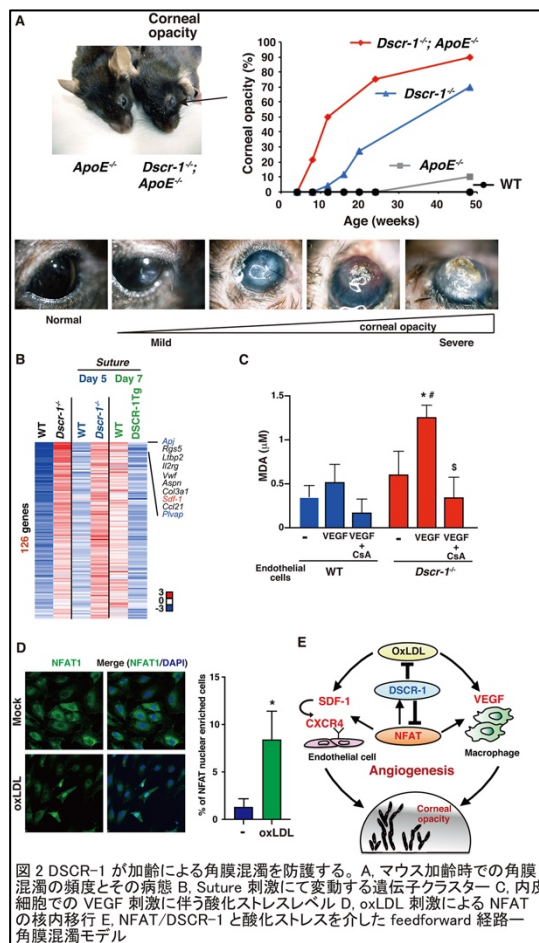 A
Corneal
opacity
ApoE-/-
Dscr-1-/-;
ApoE-/-
Corneal opacity (%)
100
90
80
70
60
50
40
30
20
10
0
Dscr-1-/-; ApoE-/-
Dscr-1-/-
ApoE-/-
WT
0 10 20 30 40 50
Age (weeks)
Normal
corneal opacity
Mild
Severe
B
Suture
Day 5 Day 7
WT
Dscr-1-/-
WT
Dscr-1-/-
WT
DSCR-1Tg
126 genes
Apj
Rgs5
Ltbp2
Il2rg
Vwf
Aspn
Col3a1
Sdf-1
Ccl21
Plvap
3
0
-3
C
MDA (μM)
1.5
1
0.5
0
* #
$
- VEGF VEGF + CsA - VEGF VEGF + CsA
Endothelial cells
WT
Dscr-1-/-
D
NFAT1 Merge (NFAT1/DAPI)
Mock
oxLDL
% of NFAT nuclear enriched cells
15
10
5
0
*
- oxLDL
E
OxLDL
DSCR-1
SDF-1
VEGF
CXCR4
NFAT
Endothelial cell
Macrophage
Angiogenesis
Corneal
opacity
図 2 DSCR-1 が加齢による角膜混濁を防護する。A, マウス加齢時での角膜
混濁の頻度とその病態 B, Suture 刺激にて変動する遺伝子クラスター C, 内皮
細胞での VEGF 刺激に伴う酸化ストレスレベル D, oxLDL 刺激による NFAT
の核内移行 E, NFAT/DSCR-1 と酸化ストレスを介した feedforward 経路ー
角膜混濁モデル